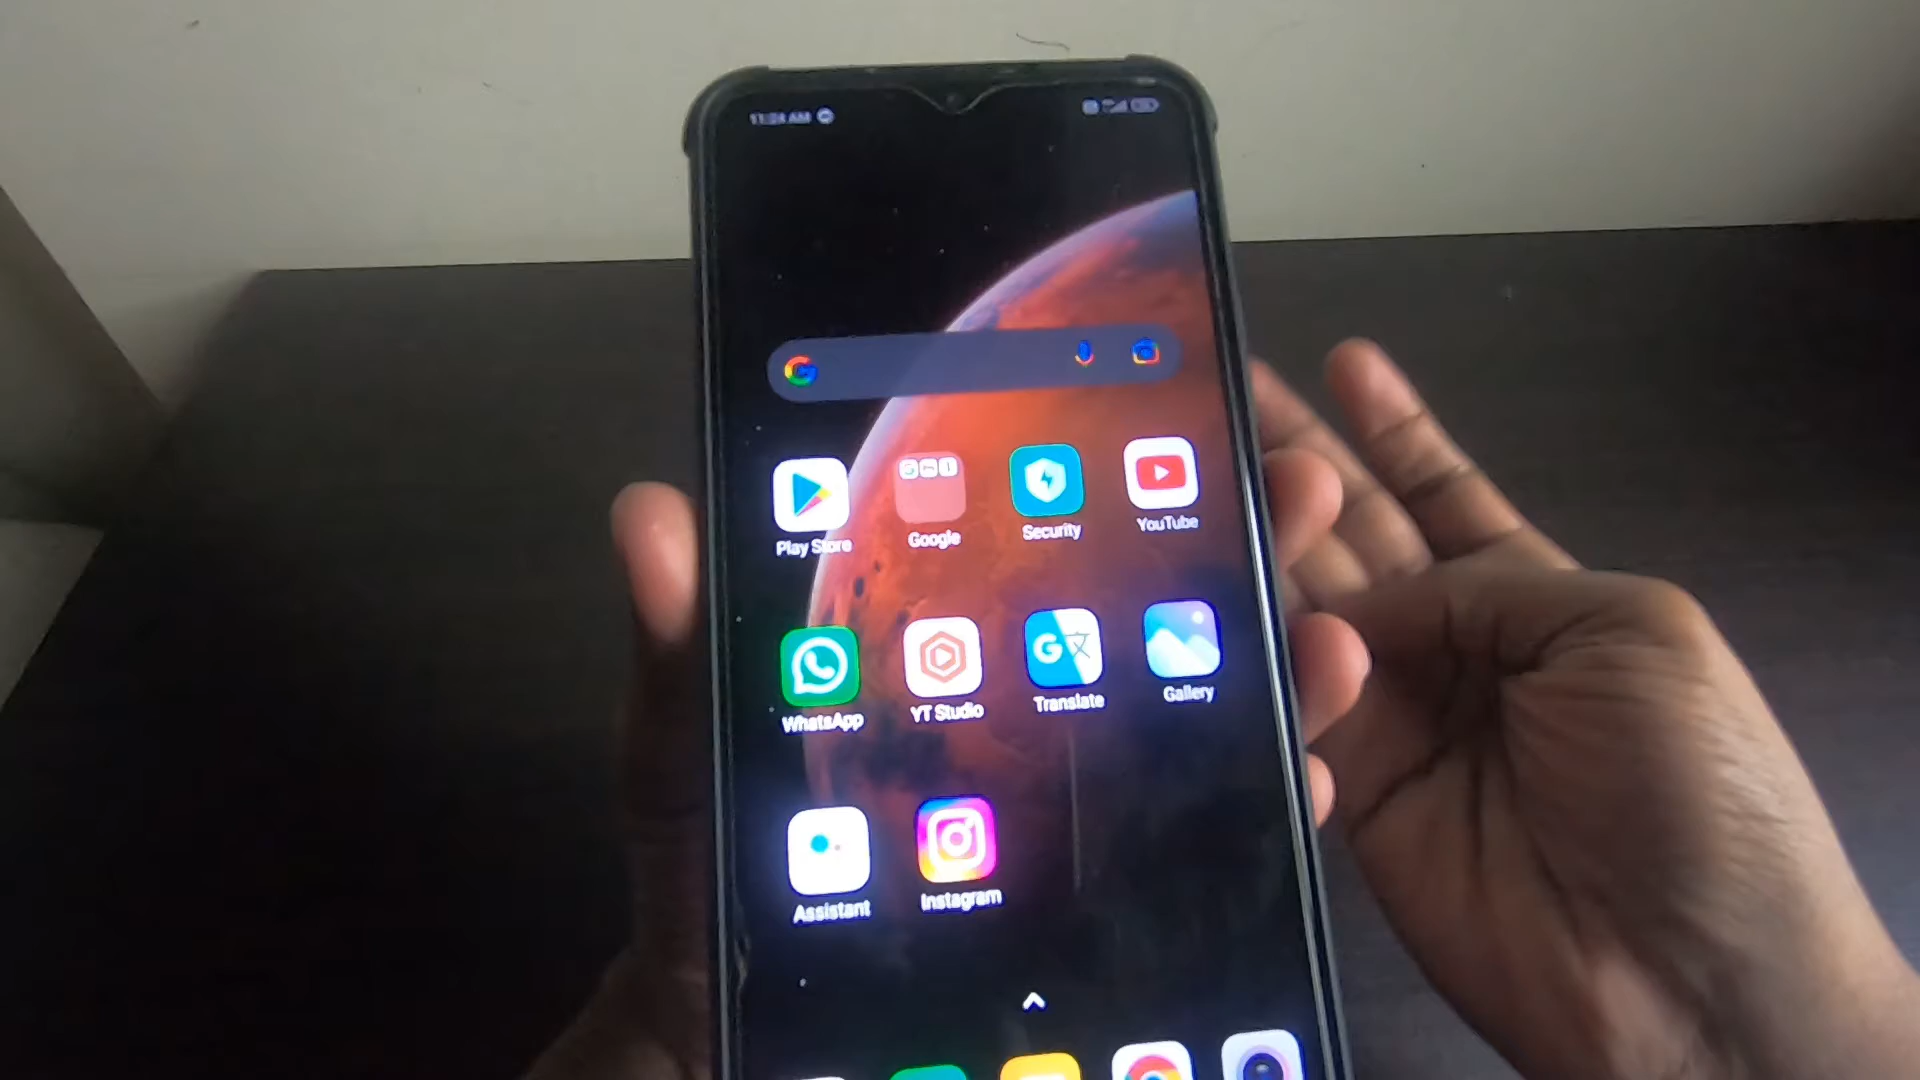 Play Store
Google
Security
YouTube
WhatsApp
YT Studio
Translate
Gallery
Assistant
Instagram